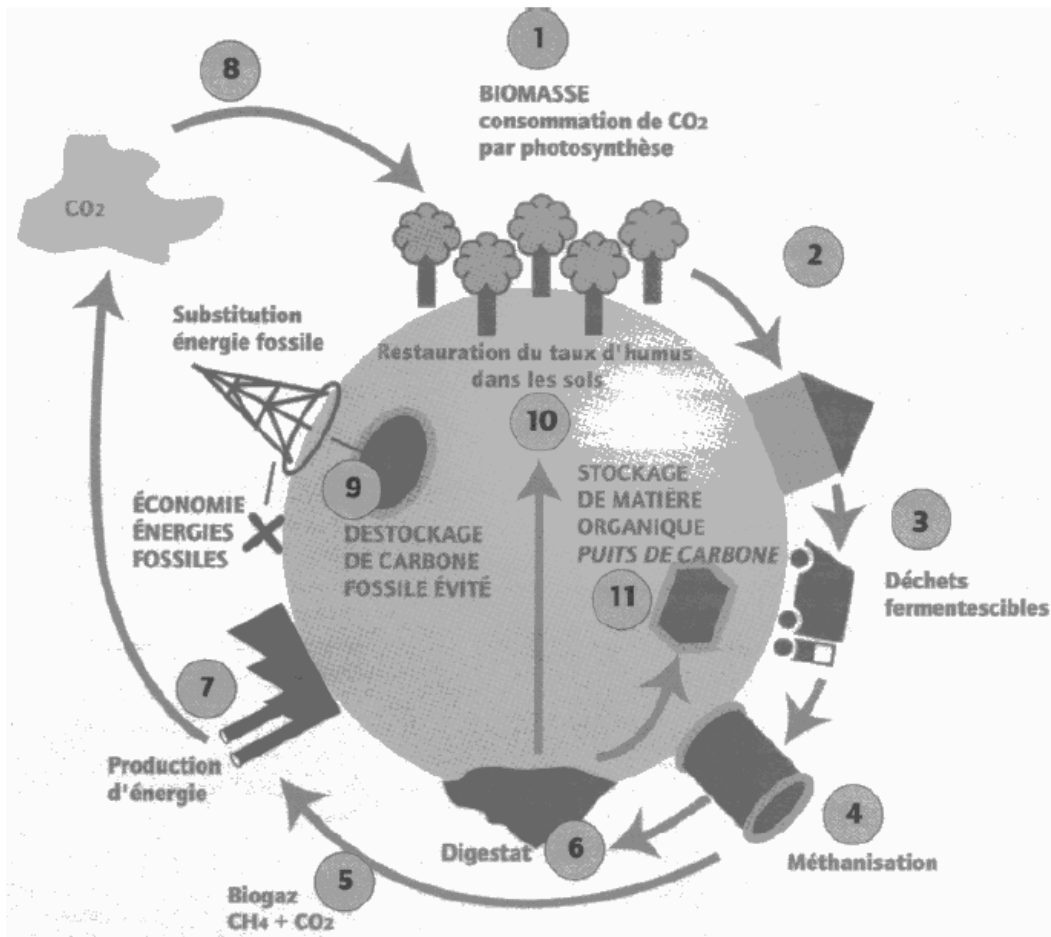 1
BIOMASSE
consommation de CO2
par photosynthèse
8
CO2
2
Substitution
énergie fossile
Restauration du taux d'humus
dans les sols
10
STOCKAGE
DE MATIÈRE
ORGANIQUE
PUITS DE CARBONE
11
9
DESTOCKAGE
DE CARBONE
FOSSILE ÉVITÉ
ÉCONOMIE
ÉNERGIES
FOSSILES
3
Déchets
fermentescibles
7
Production
d'énergie
4
Méthanisation
Digestat
6
5
Biogaz
CH4 + CO2